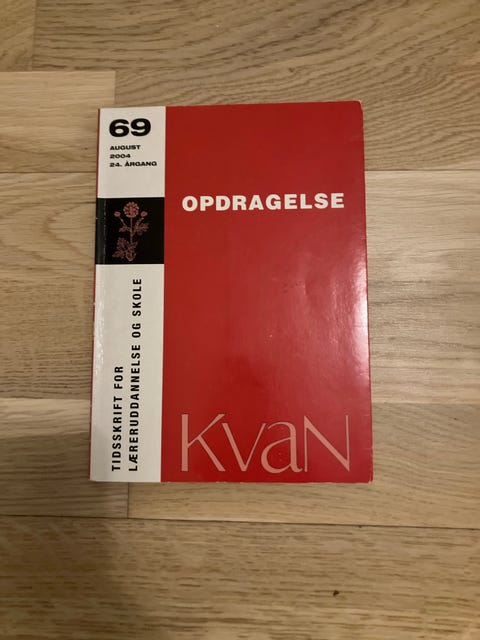 69
AUGUST
2004
24. ÅRGANG
OPDRAGELSE
TIDSSKRIFT FOR
LÆRERUDDANNELSE OG SKOLE
KvaN